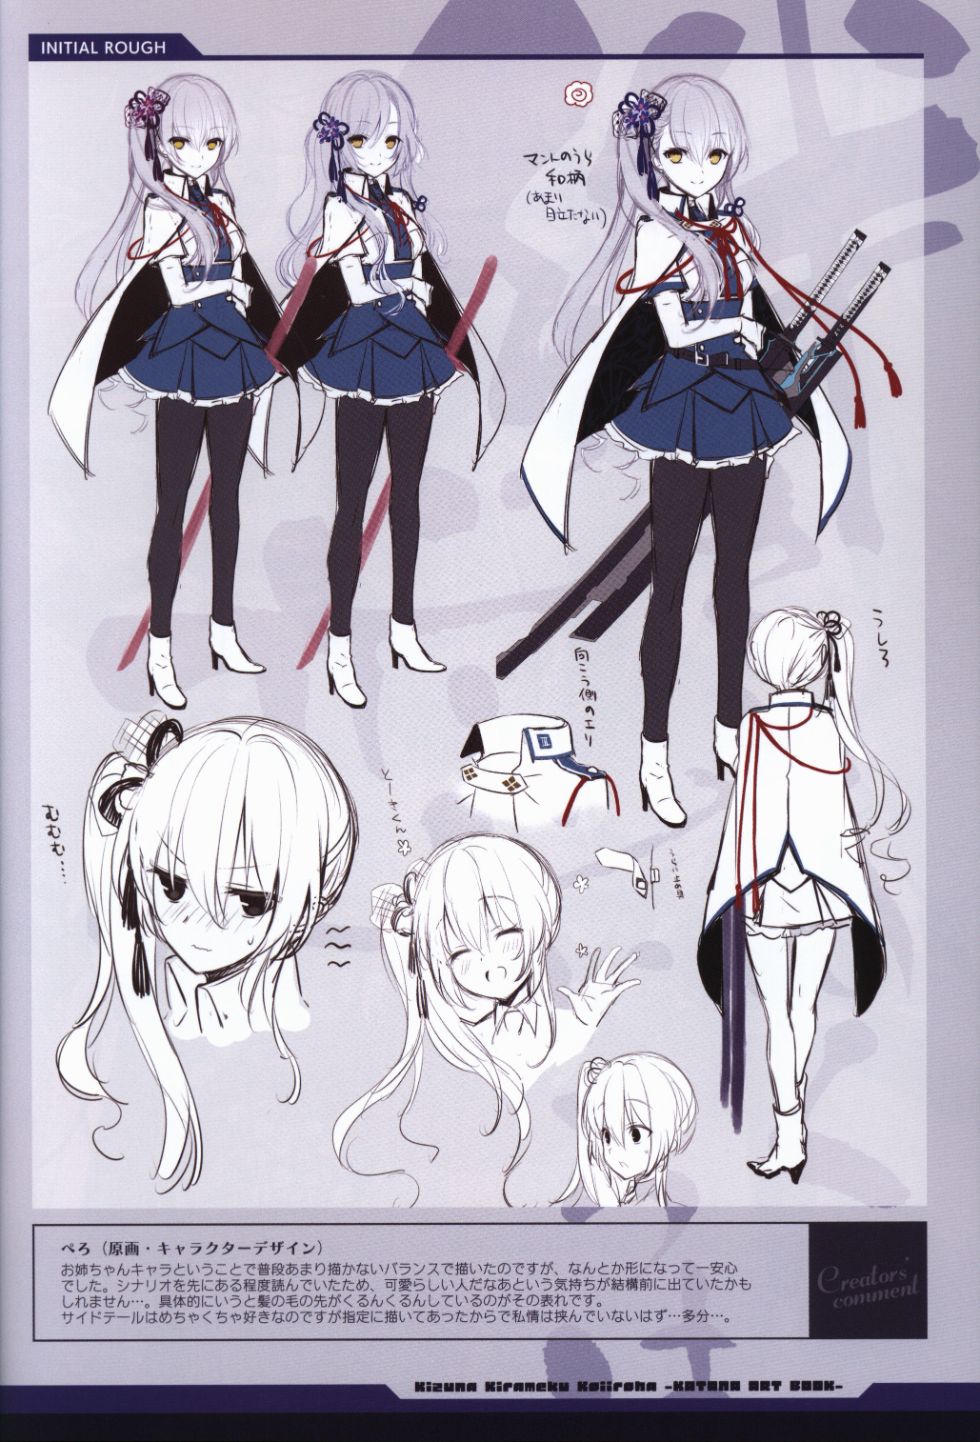 INITIAL ROUGH
マントのうら
和柄
(あまり
目立たない)
うしろ
向こう側のエリ
むむむ……
ぺろ（原画・キャラクターデザイン）
お姉ちゃんキャラということで普段あまり描かないバランスで描いたのですが、なんとか形になって一安心
でした。シナリオを先にある程度読んでいたため、可愛らしい人だなあという気持ちが結構前に出ていたかも
しれません…。具体的にいうと髪の毛の先がくるんくるんしているのがその表れです。
サイドテールはめちゃくちゃ好きなのですが指定に描いてあったからで私情は挟んでいないはず…多分…。
Creators'
comment
Kizuna Kirameku Koiiroha -KATANA ART BOOK-